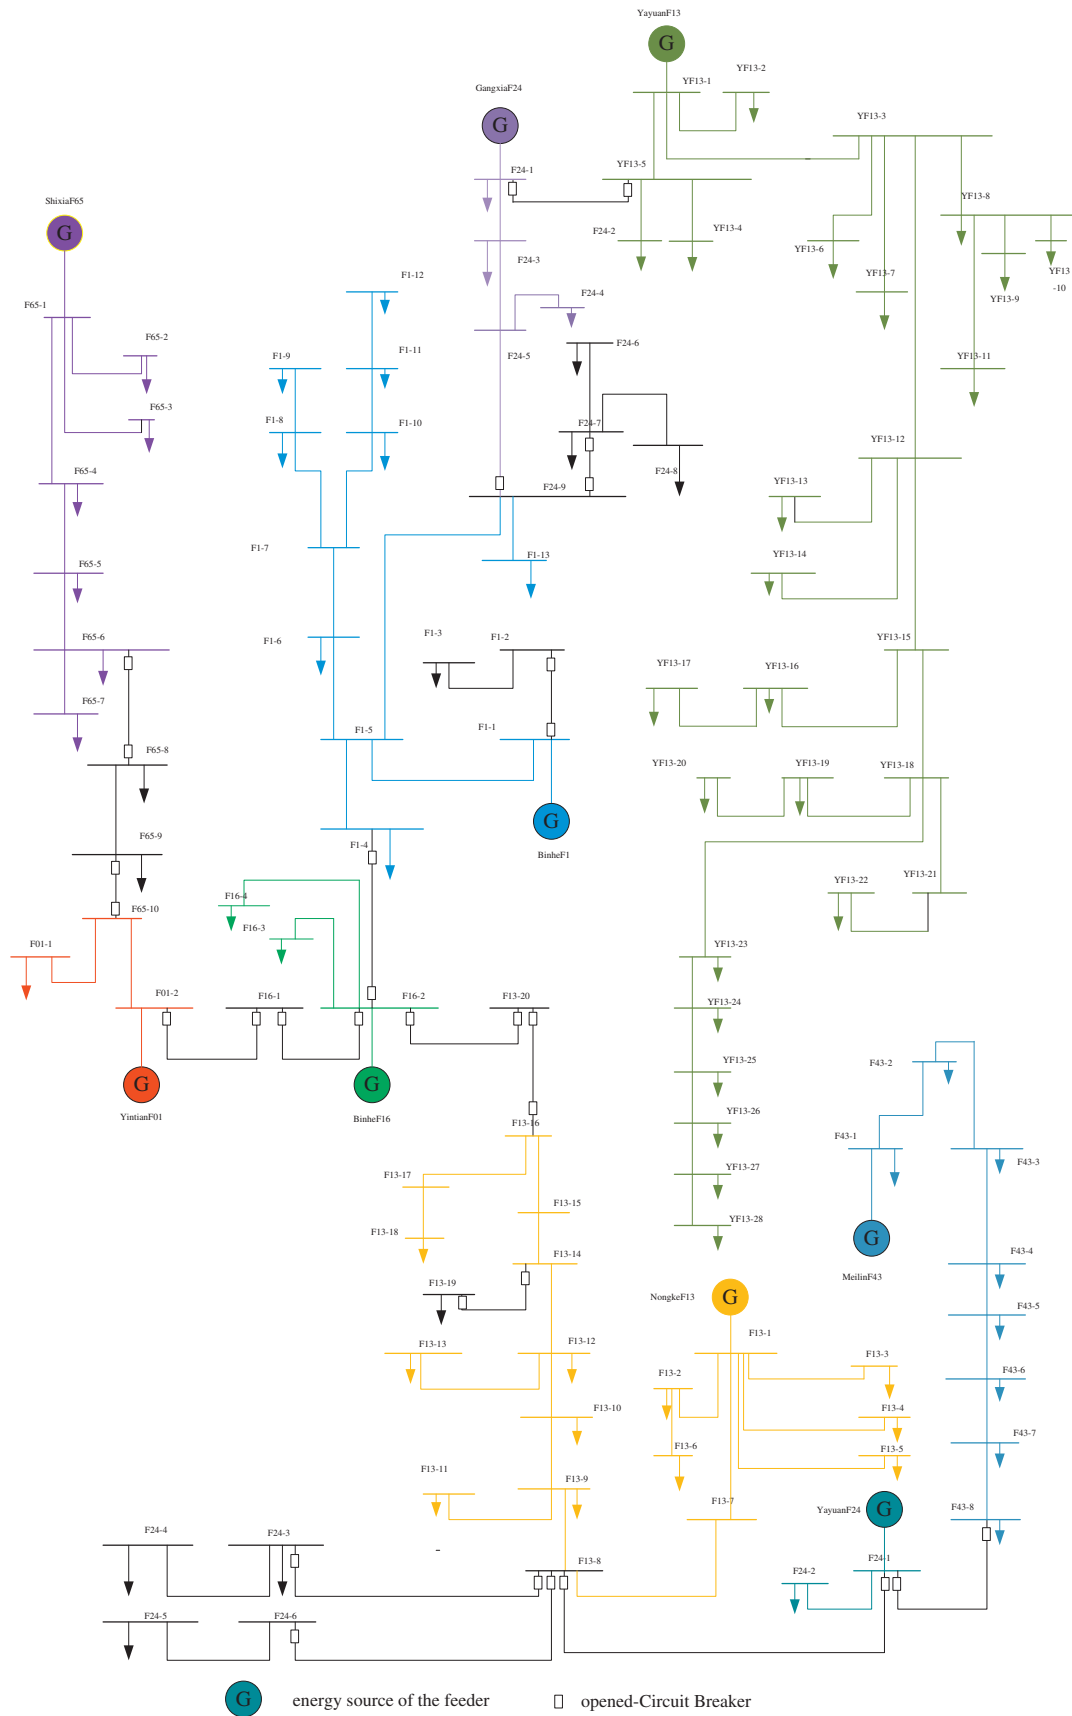 YayuanF13
G
YF13-1
YF13-2
GangxiaF24
G
YF13-3
F24-1
YF13-5
YF13-8
ShixiaF65
G
F24-2
YF13-4
YF13-6
F24-3
YF13-7
YF13
-10
YF13-9
F1-12
F24-4
F65-1
F65-2
F24-5
F24-6
F1-9
F1-11
YF13-11
F65-3
F1-8
F1-10
F24-7
YF13-12
F65-4
F24-8
F24-9
YF13-13
F1-7
F1-13
YF13-14
F65-5
F65-6
F1-6
F1-3
F1-2
YF13-15
YF13-17
YF13-16
F65-7
F1-5
F1-1
F65-8
YF13-20
YF13-19
YF13-18
G
F65-9
F1-4
BinheF1
YF13-22
YF13-21
F16-4
F65-10
F16-3
F01-1
YF13-23
F01-2
F16-1
F16-2
F13-20
YF13-24
YF13-25
F43-2
G
G
YintianF01
BinheF16
YF13-26
F13-16
F43-1
F43-3
F13-17
YF13-27
F13-15
F13-18
YF13-28
G
F13-14
F43-4
F13-19
NongkeF13
G
MeilinF43
F43-5
F13-13
F13-12
F13-1
F13-3
F13-2
F43-6
F13-10
F13-4
F43-7
F13-6
F13-5
F13-11
F13-9
F13-7
YayuanF24
G
F43-8
F24-4
F24-3
F13-8
F24-1
F24-2
F24-5
F24-6
G
energy source of the feeder
opened-Circuit Breaker